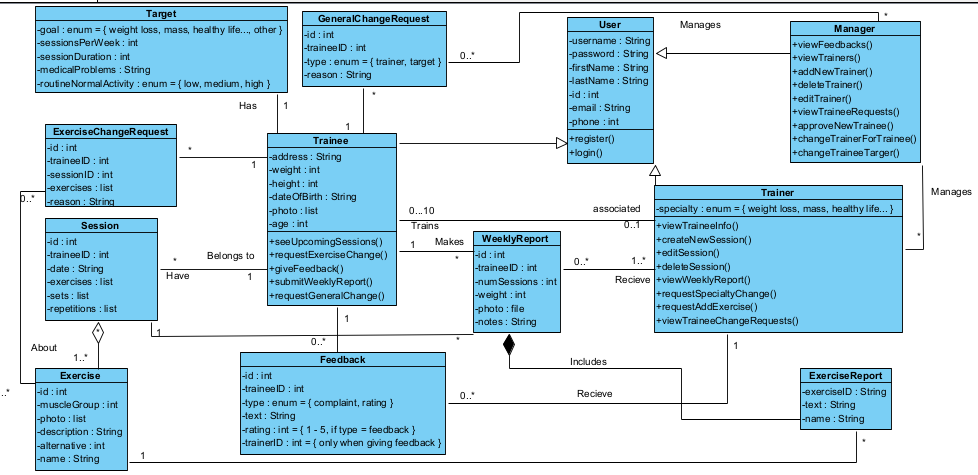 Target
-goal : enum = { weight loss, mass, healthy life..., other }
-sessionsPerWeek : int
-sessionDuration : int
-medicalProblems : String
-routineNormalActivity : enum = { low, medium, high }
GeneralChangeRequest
-id : int
-traineeID : int
-type : enum = { trainer, target }
-reason : String
0..*
User
-username : String
-password : String
-firstName : String
-lastName : String
-id : int
-email : String
-phone : int
+register()
+login()
Manages
*
Manager
+viewFeedbacks()
+viewTrainers()
+addNewTrainer()
+deleteTrainer()
+editTrainer()
+viewTraineeRequests()
+approveNewTrainee()
+changeTrainerForTrainee()
+changeTraineeTarger()
Manages
*
Has
1
*
1
ExerciseChangeRequest
-id : int
-traineeID : int
-sessionID : int
-exercises : list
-reason : String
*
1
0..*
Trainee
-address : String
-weight : int
-height : int
-dateOfBirth : String
-photo : list
-age : int
+seeUpcomingSessions()
+requestExerciseChange()
+giveFeedback()
+submitWeeklyReport()
+requestGeneralChange()
0...10
Trains
associated
0..1
Trainer
-specialty : enum = { weight loss, mass, healthy life... }
+viewTraineeInfo()
+createNewSession()
+editSession()
+deleteSession()
+viewWeeklyReport()
+requestSpecialtyChange()
+requestAddExercise()
+viewTraineeChangeRequests()
Session
-id : int
-traineeID : int
-date : String
-exercises : list
-sets : list
-repetitions : list
Belongs to
*
Have
1
1
Makes
*
WeeklyReport
-id : int
-traineeID : int
-numSessions : int
-weight : int
-photo : file
-notes : String
0..*
1..*
Recieve
1
*
*
About
1..*
1
0..*
Exercise
-id : int
-muscleGroup : int
-photo : list
-description : String
-alternative : int
-name : String
..*
1
Feedback
-id : int
-traineeID : int
-type : enum = { complaint, rating }
-text : String
-rating : int = { 1 - 5, if type = feedback }
-trainerID : int = { only when giving feedback }
0..*
Recieve
1
Includes
ExerciseReport
-exerciseID : String
-text : String
-name : String
*